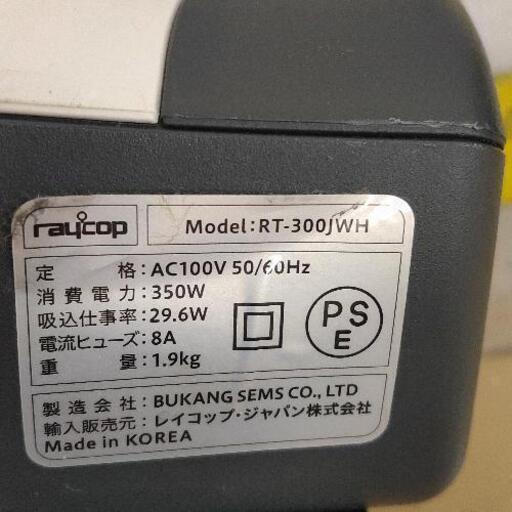 raycop
Model:RT-300JWH
定格:AC100V 50/60Hz
消費電力:350W
吸込仕事率:29.6W
電流ヒューズ:8A
重量:1.9kg
PS
E
製造会社:BUKANG SEMS CO., LTD
輸入販売元:レイコップ・ジャパン株式会社
Made in KOREA